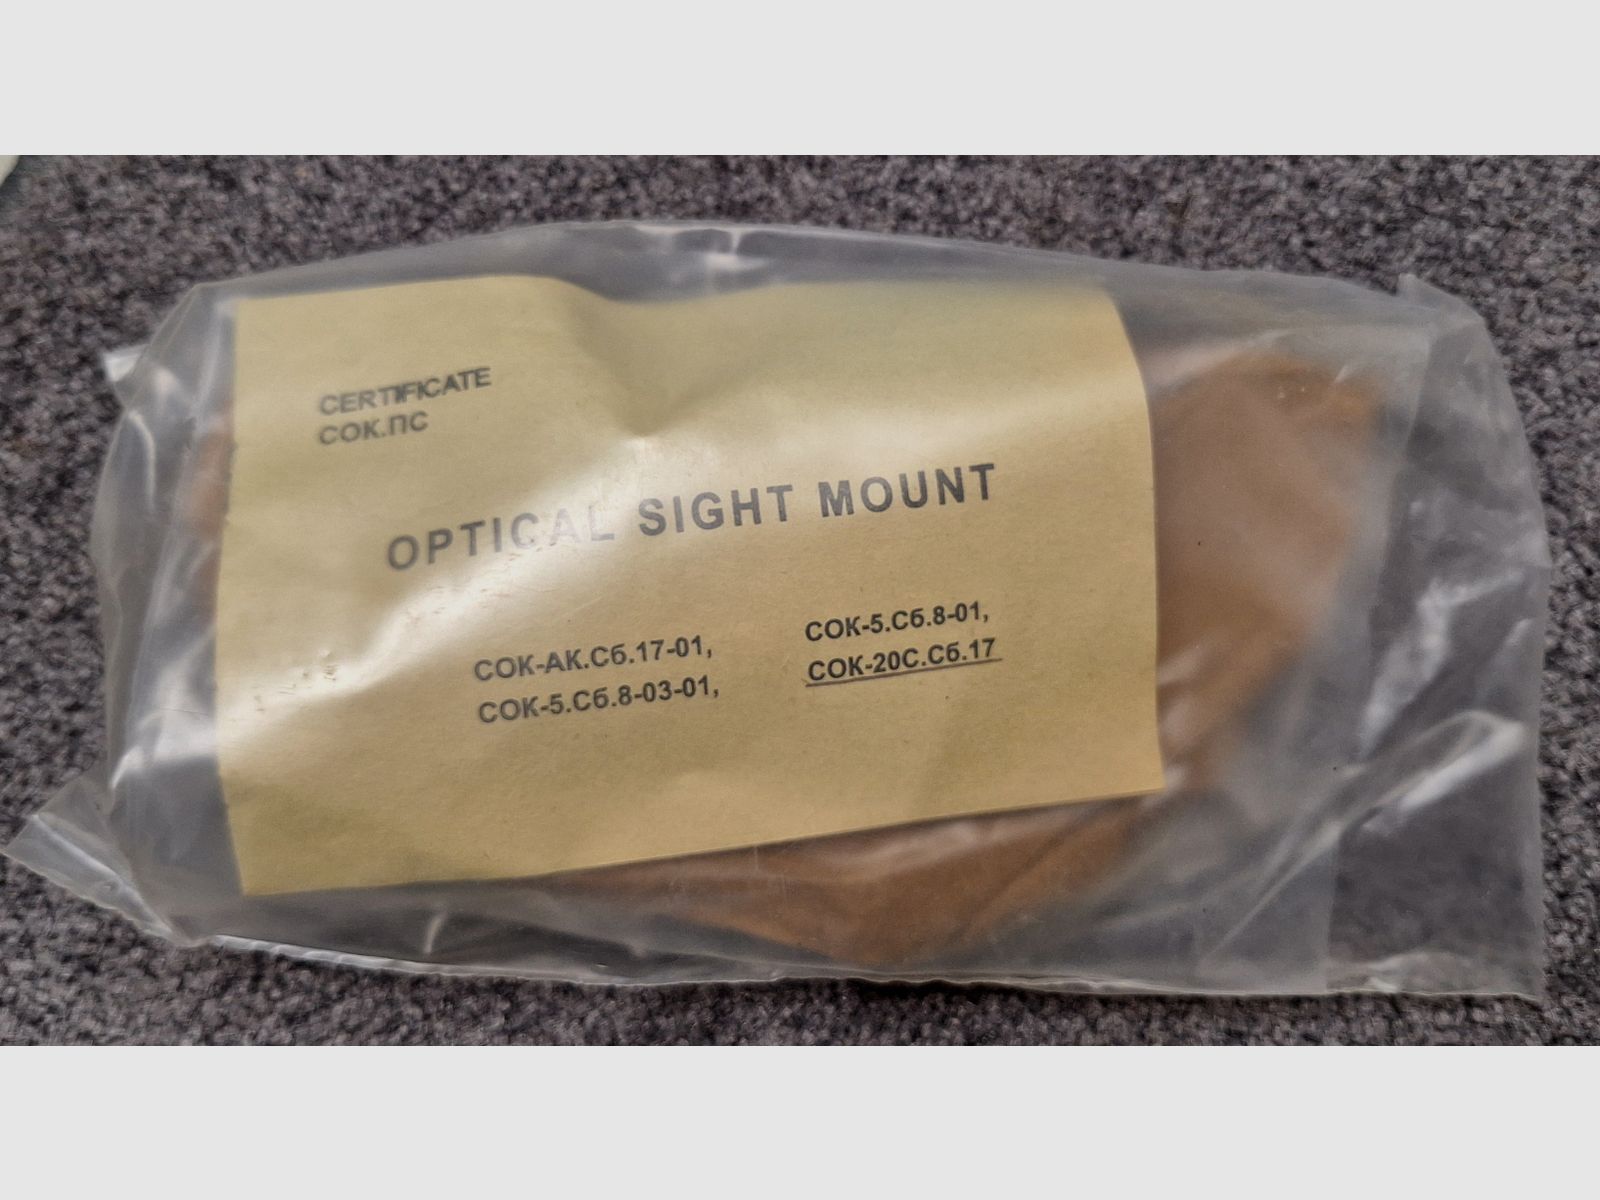 CERTIFICATE
СОК.ПС
OPTICAL SIGHT MOUNT
СОК-АК.Сб.17-01,
СОК-5.Сб.8-03-01,
СОК-5.Сб.8-01,
СОК-20С.Сб.17